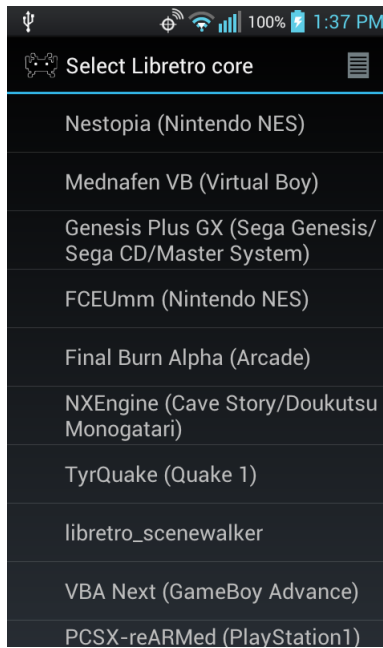 100% 1:37 PM
Select Libretro core
Nestopia (Nintendo NES)
Mednafen VB (Virtual Boy)
Genesis Plus GX (Sega Genesis/
Sega CD/Master System)
FCEUmm (Nintendo NES)
Final Burn Alpha (Arcade)
NXEngine (Cave Story/Doukutsu
Monogatari)
TyrQuake (Quake 1)
libretro_scenewalker
VBA Next (GameBoy Advance)
PCSX-reARMed (PlayStation1)